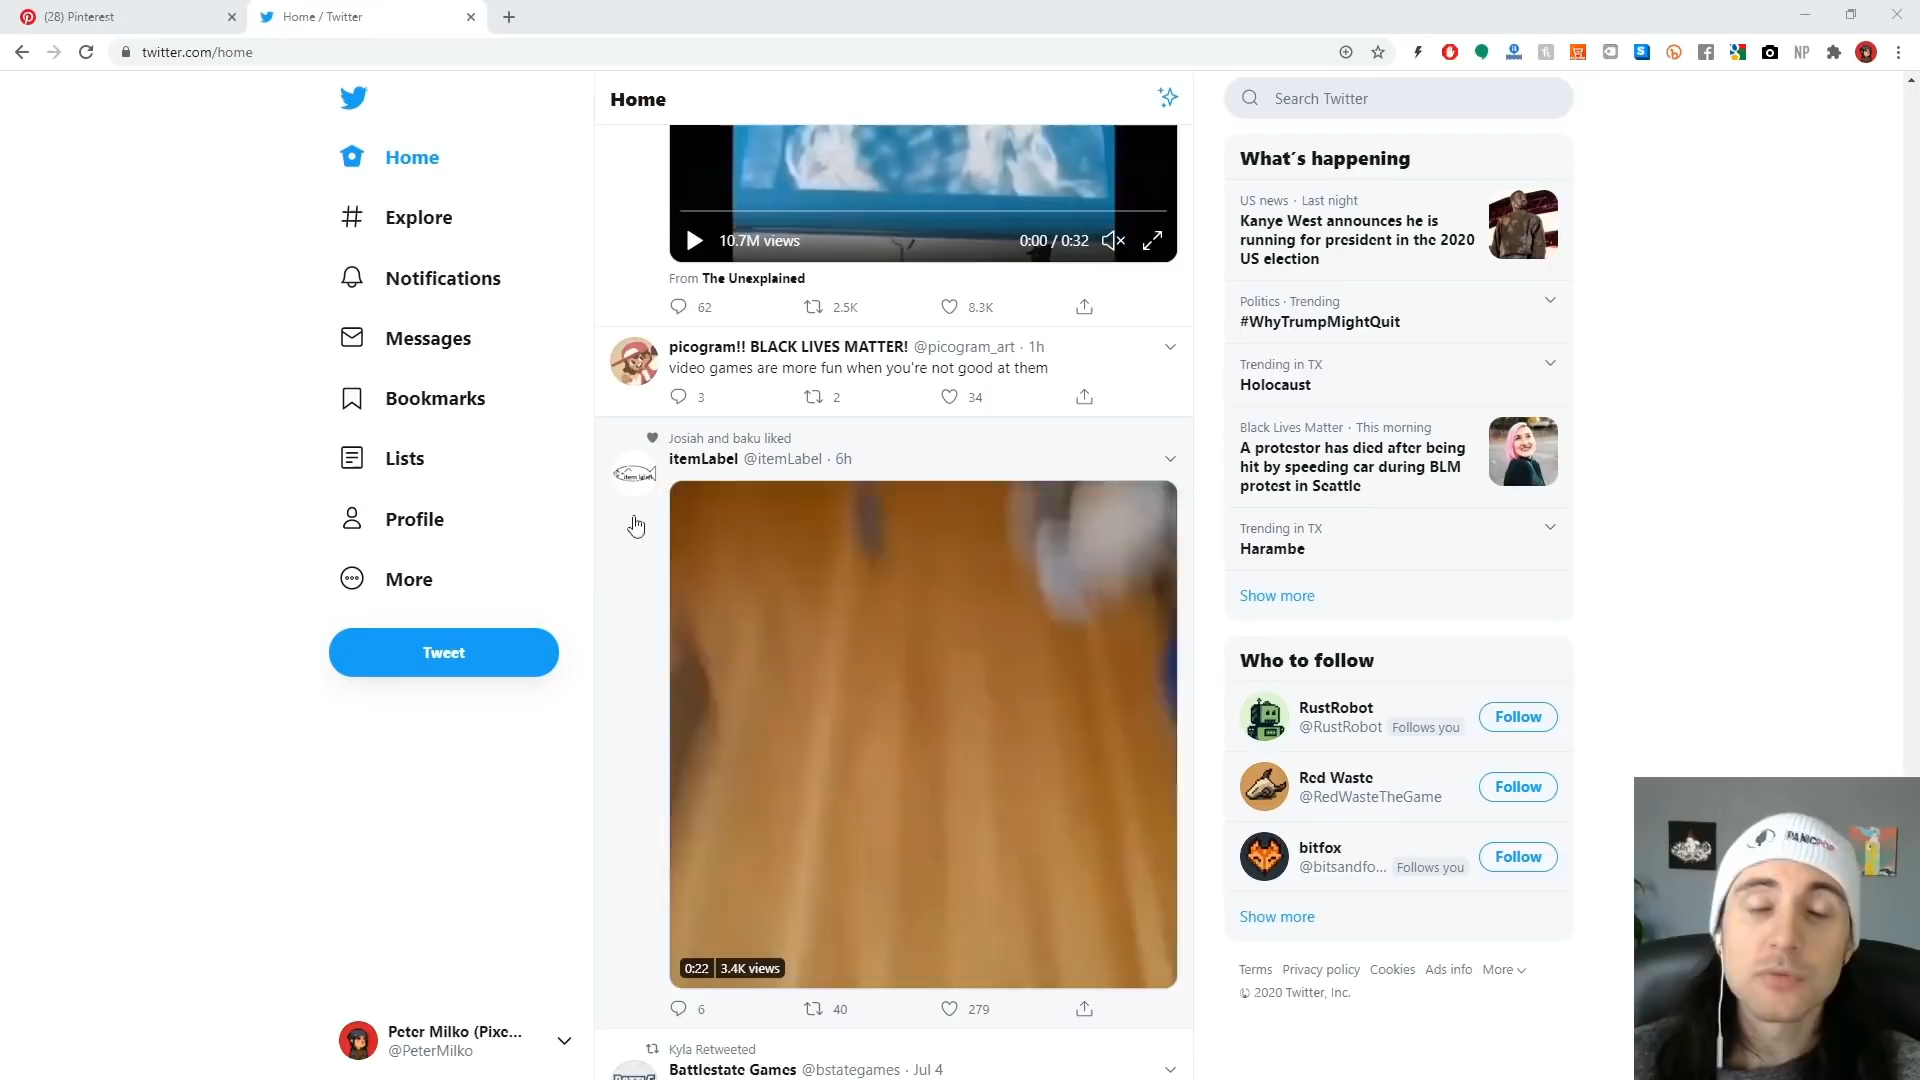 (28) Pinterest
Home / Twitter
twitter.com/home
NP
Home
Explore
Notifications
Messages
Bookmarks
Lists
Profile
More
Tweet
Peter Milko (Pixe...
@PeterMilko
Home
10.7M views
0:00 / 0:32
From The Unexplained
62 2.5K 8.3K
picogram!! BLACK LIVES MATTER! @picogram_art · 1h
video games are more fun when you're not good at them
3 2 34
Josiah and baku liked
itemLabel @itemLabel · 6h
item label
0:22 3.4K views
6 40 279
Kyla Retweeted
Battlestate Games @bstategames · Jul 4
Search Twitter
What´s happening
US news · Last night
Kanye West announces he is
running for president in the 2020
US election
Politics · Trending
#WhyTrumpMightQuit
Trending in TX
Holocaust
Black Lives Matter · This morning
A protestor has died after being
hit by speeding car during BLM
protest in Seattle
Trending in TX
Harambe
Show more
Who to follow
RustRobot
@RustRobot Follows you
Follow
Red Waste
@RedWasteTheGame
Follow
bitfox
@bitsandfo... Follows you
Follow
Show more
Terms Privacy policy Cookies Ads info More
© 2020 Twitter, Inc.